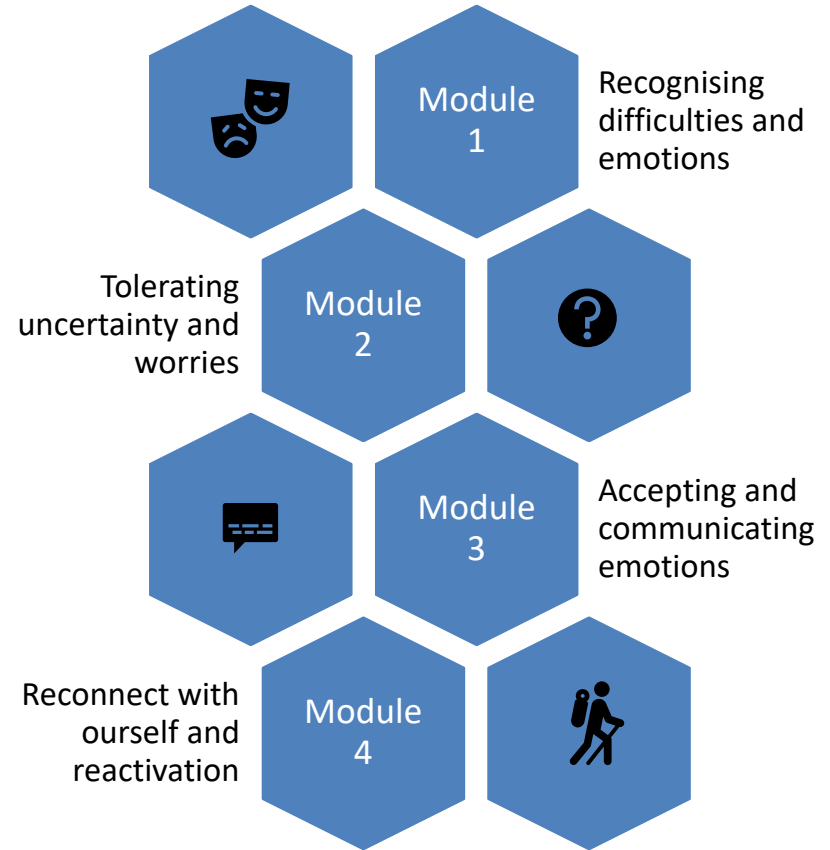 Module
1
Recognising
difficulties and
emotions
Tolerating
uncertainty and
worries
Module
2
Module
3
Accepting and
communicating
emotions
Reconnect with
ourself and
reactivation
Module
4